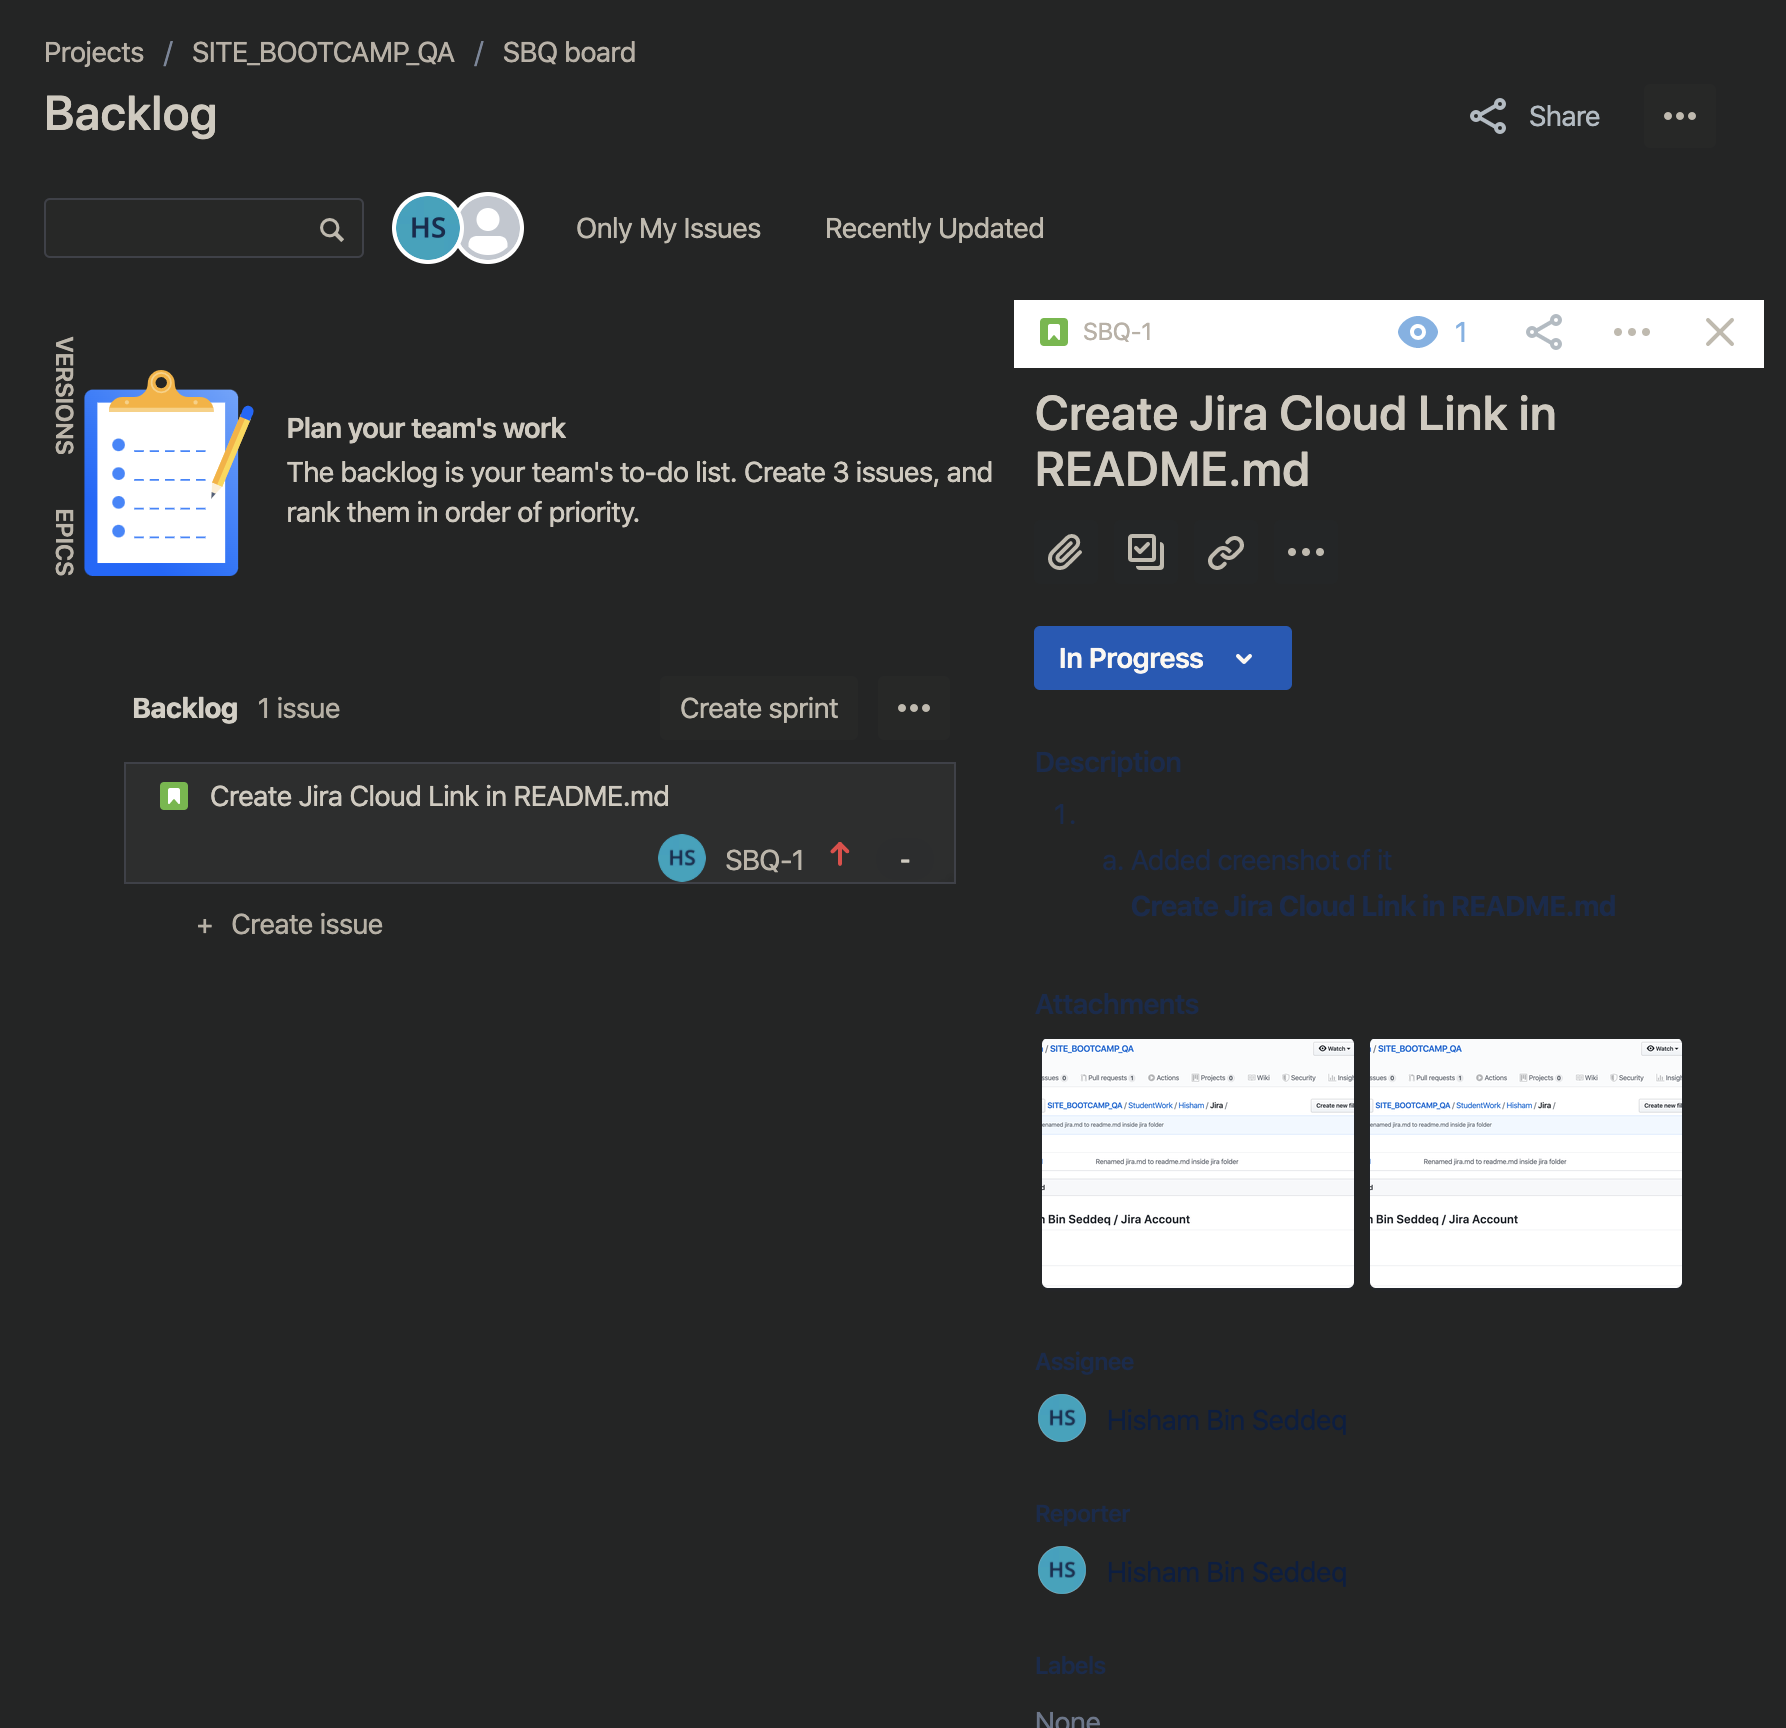 Projects / SITE_BOOTCAMP_QA / SBQ board
Backlog
Share
HS
Only My Issues
Recently Updated
VERSIONS
EPICS
Plan your team's work
The backlog is your team's to-do list. Create 3 issues, and
rank them in order of priority.
Backlog 1 issue
Create sprint
Create Jira Cloud Link in README.md
HS SBQ-1 -
+ Create issue
SBQ-1
1
Create Jira Cloud Link in
README.md
In Progress
Description
1.
a. Added creenshot of it
Create Jira Cloud Link in README.md
Attachments
/ SITE_BOOTCAMP_QA
Watch
ssues 0 Pull requests 1 Actions Projects 0 Wiki Security Insigh
SITE_BOOTCAMP_QA / StudentWork / Hisham / Jira /
Create new fil
enamed jira.md to readme.md inside jira folder
Renamed jira.md to readme.md inside jira folder
d
Bin Seddeq / Jira Account
/ SITE_BOOTCAMP_QA
Watch
ssues 0 Pull requests 1 Actions Projects 0 Wiki Security Insigh
SITE_BOOTCAMP_QA / StudentWork / Hisham / Jira /
Create new fil
enamed jira.md to readme.md inside jira folder
Renamed jira.md to readme.md inside jira folder
d
Bin Seddeq / Jira Account
Assignee
HS Hisham Bin Seddeq
Reporter
HS Hisham Bin Seddeq
Labels
None